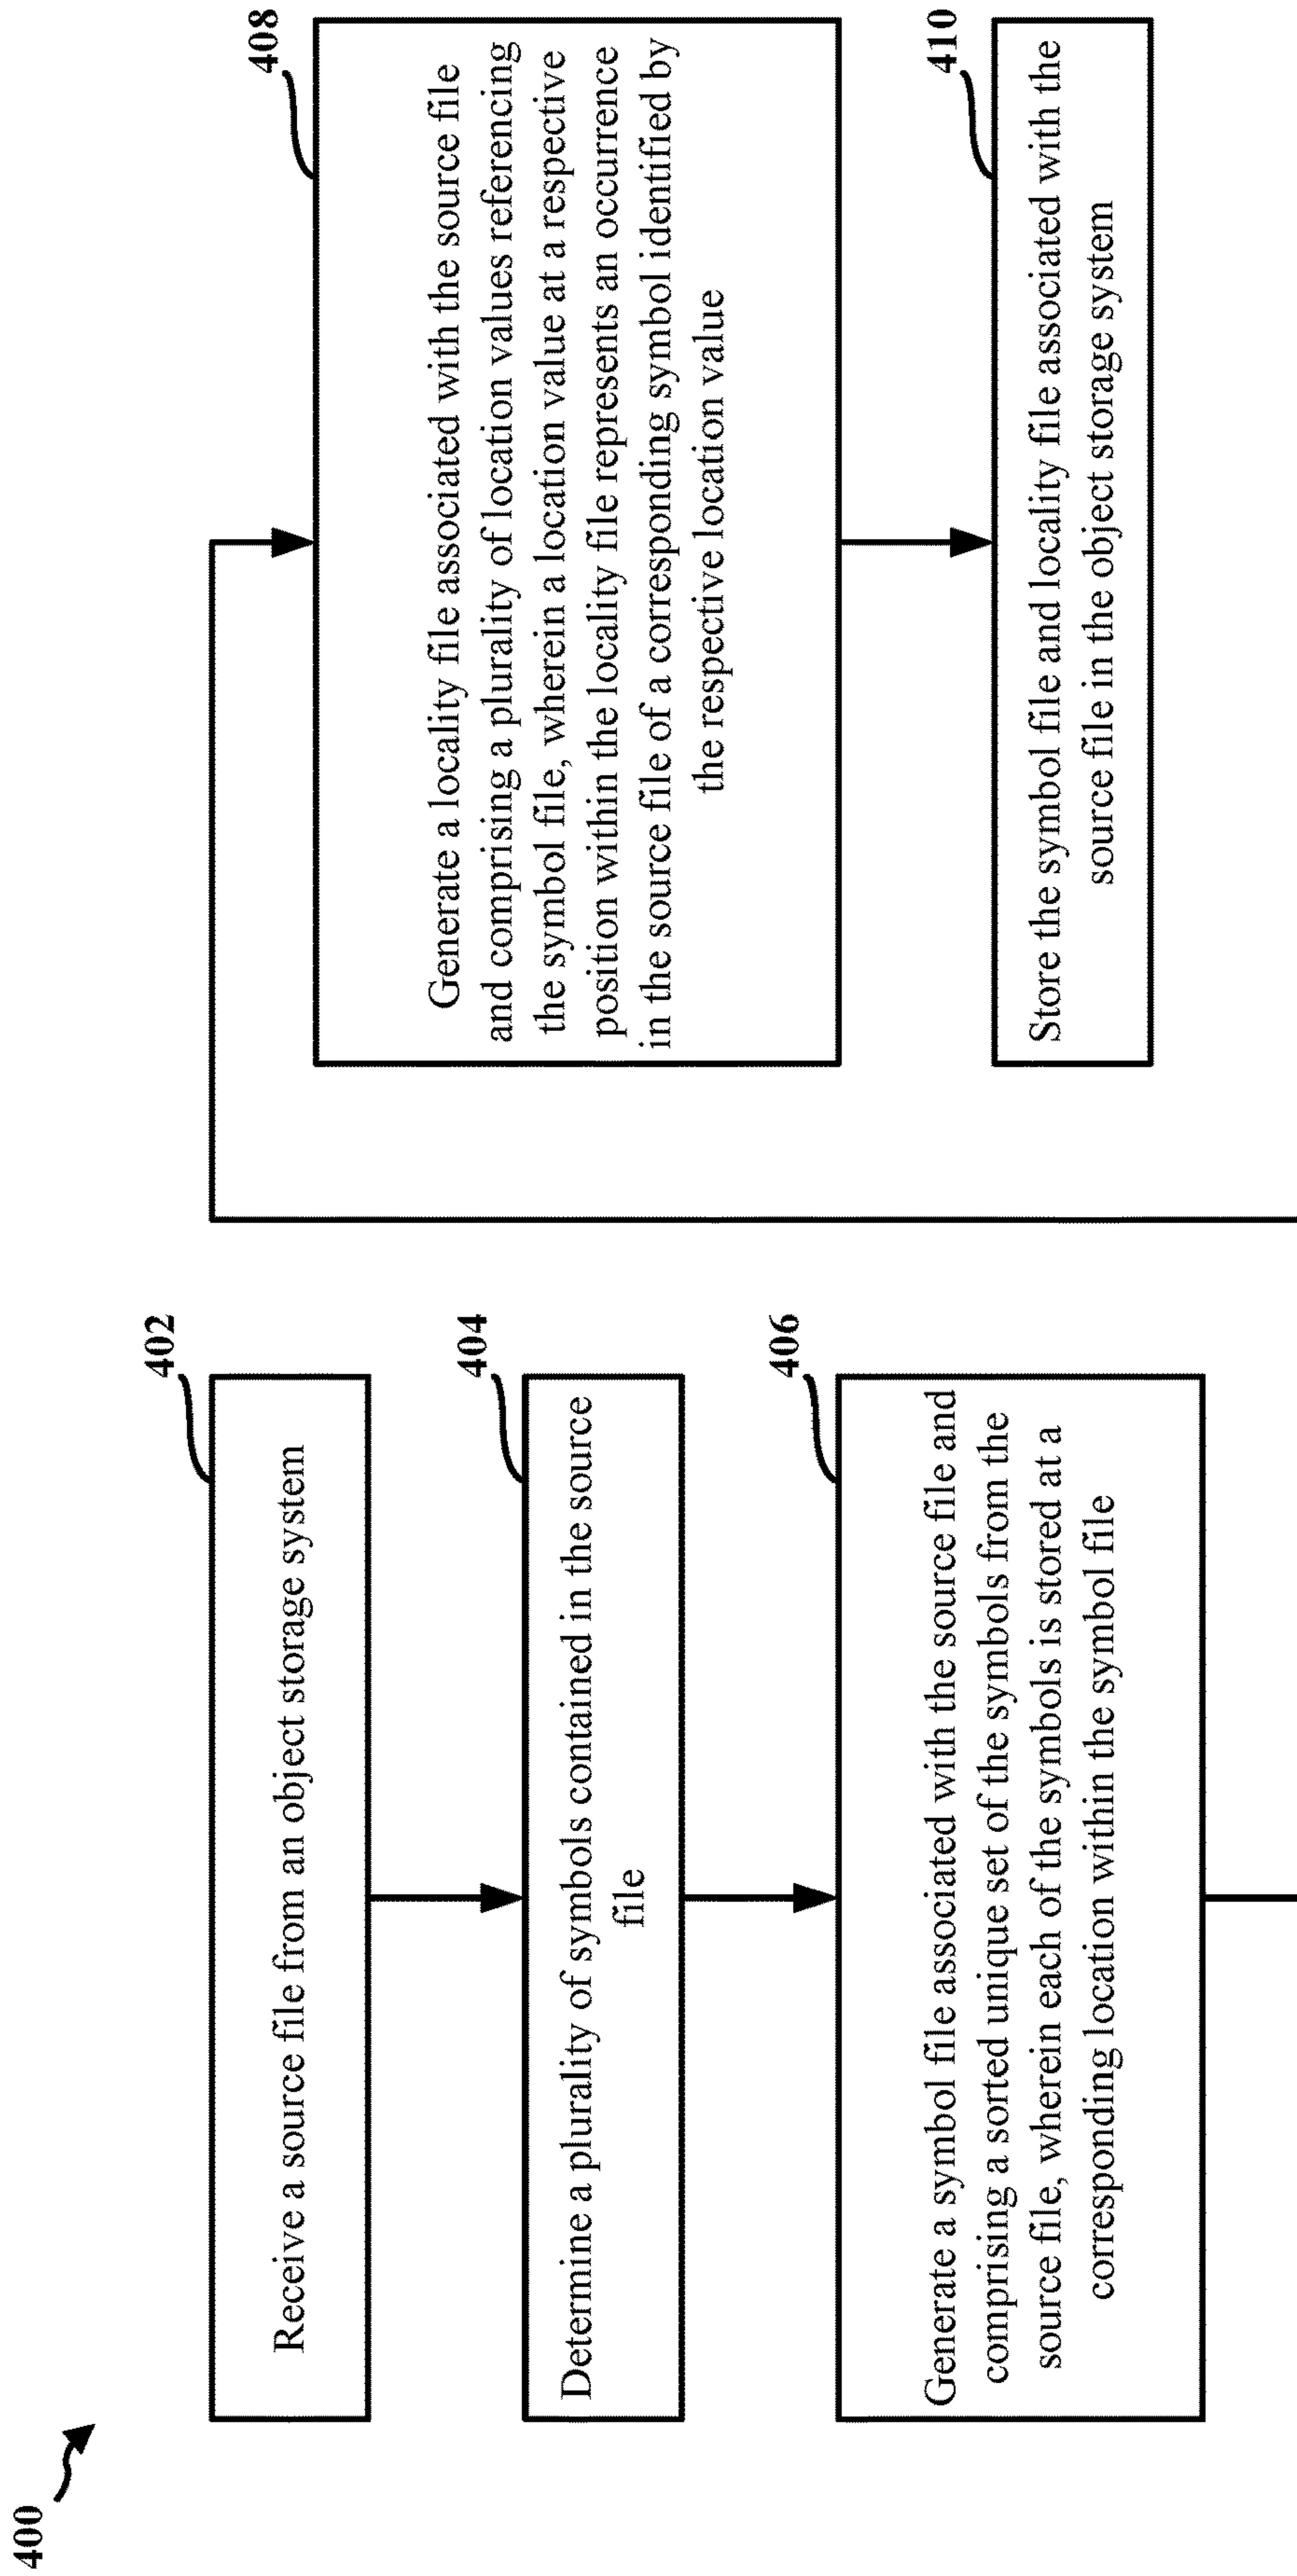 400
402
Receive a source file from an object storage system
404
Determine a plurality of symbols contained in the source
file
406
Generate a symbol file associated with the source file and
comprising a sorted unique set of the symbols from the
source file, wherein each of the symbols is stored at a
corresponding location within the symbol file
408
Generate a locality file associated with the source file
and comprising a plurality of location values referencing
the symbol file, wherein a location value at a respective
position within the locality file represents an occurrence
in the source file of a corresponding symbol identified by
the respective location value
410
Store the symbol file and locality file associated with the
source file in the object storage system